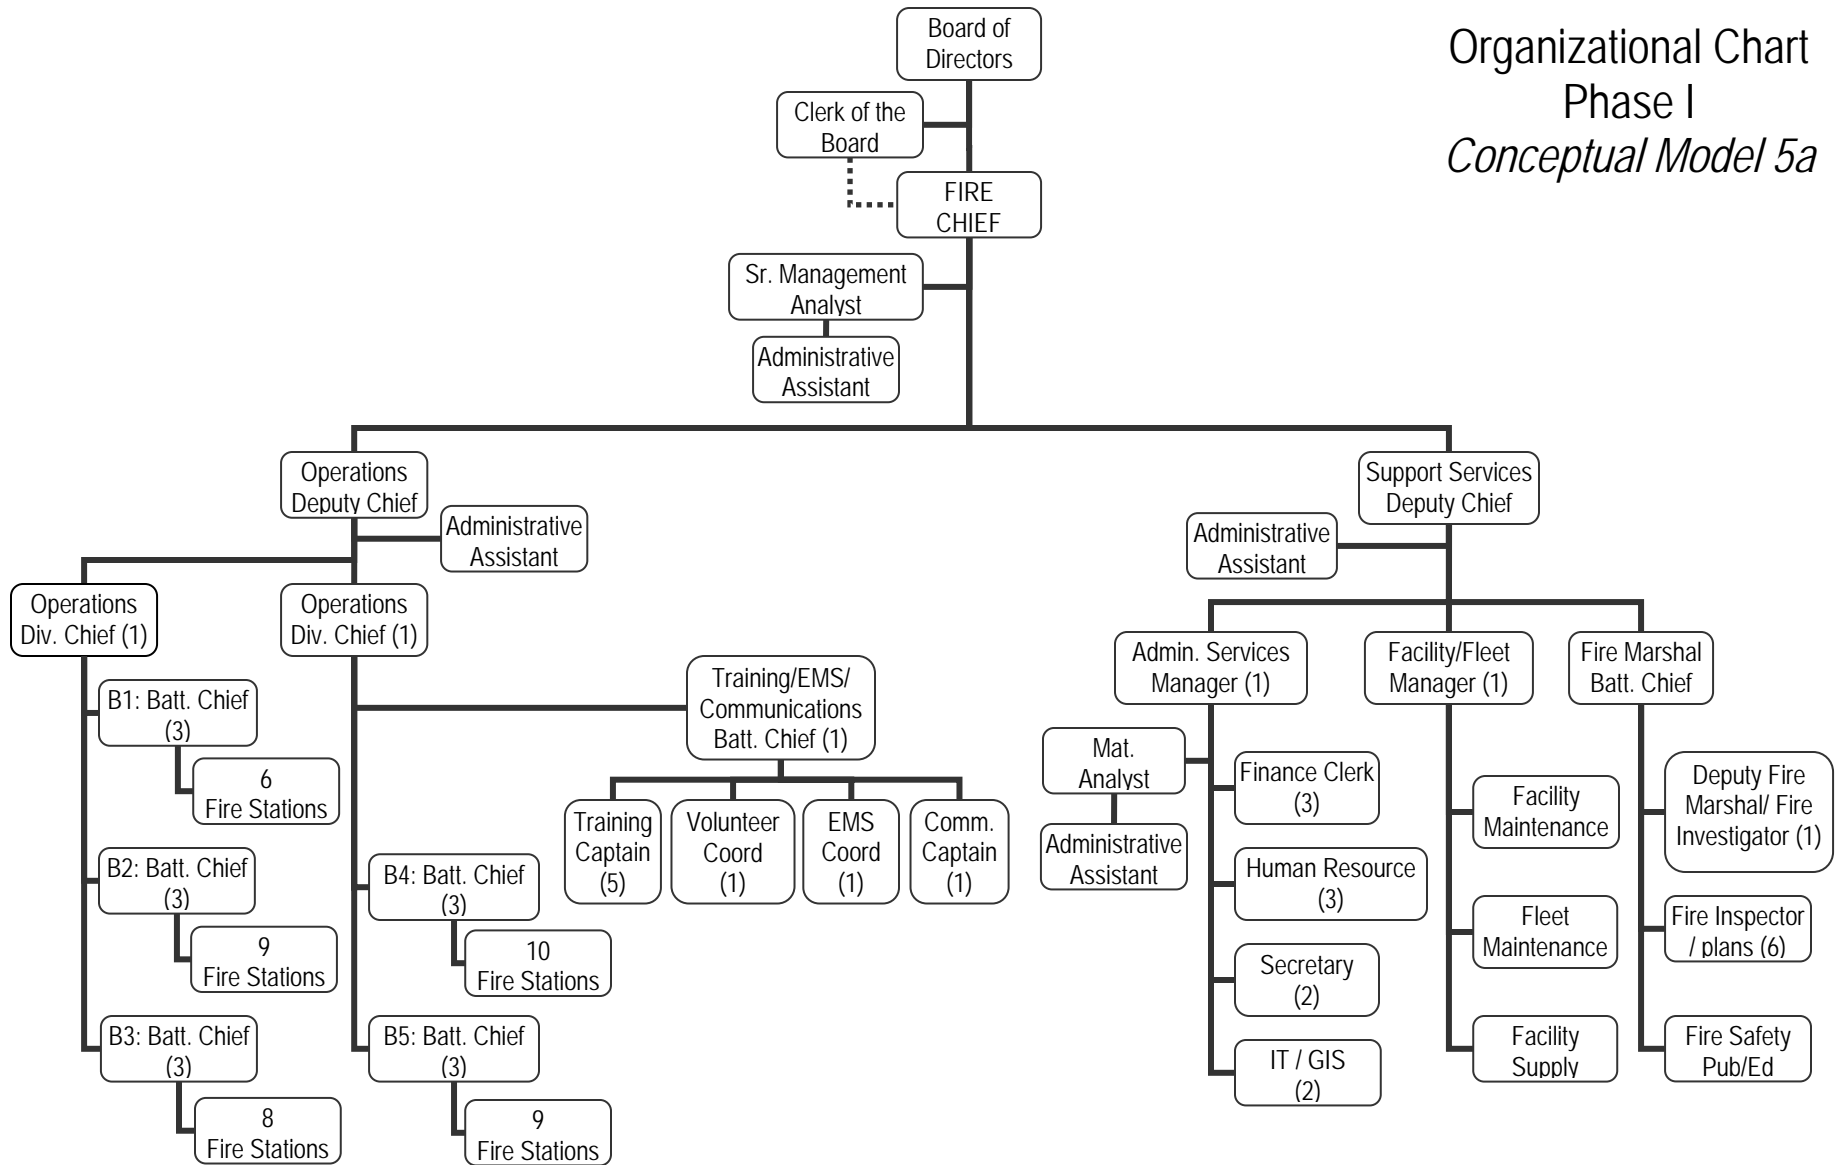 Organizational Chart
Phase I
Conceptual Model 5a
Board of
Directors
Clerk of the
Board
FIRE
CHIEF
Sr. Management
Analyst
Administrative
Assistant
Operations
Deputy Chief
Administrative
Assistant
Operations
Div. Chief (1)
B1: Batt. Chief
(3)
6
Fire Stations
B2: Batt. Chief
(3)
9
Fire Stations
B3: Batt. Chief
(3)
8
Fire Stations
Operations
Div. Chief (1)
Training/EMS/
Communications
Batt. Chief (1)
Training
Captain
(5)
Volunteer
Coord
(1)
EMS
Coord
(1)
Comm.
Captain
(1)
B4: Batt. Chief
(3)
10
Fire Stations
B5: Batt. Chief
(3)
9
Fire Stations
Support Services
Deputy Chief
Administrative
Assistant
Admin. Services
Manager (1)
Mat.
Analyst
Administrative
Assistant
Finance Clerk
(3)
Human Resource
(3)
Secretary
(2)
IT / GIS
(2)
Facility/Fleet
Manager (1)
Facility
Maintenance
Fleet
Maintenance
Facility
Supply
Fire Marshal
Batt. Chief
Deputy Fire
Marshal/ Fire
Investigator (1)
Fire Inspector
/ plans (6)
Fire Safety
Pub/Ed